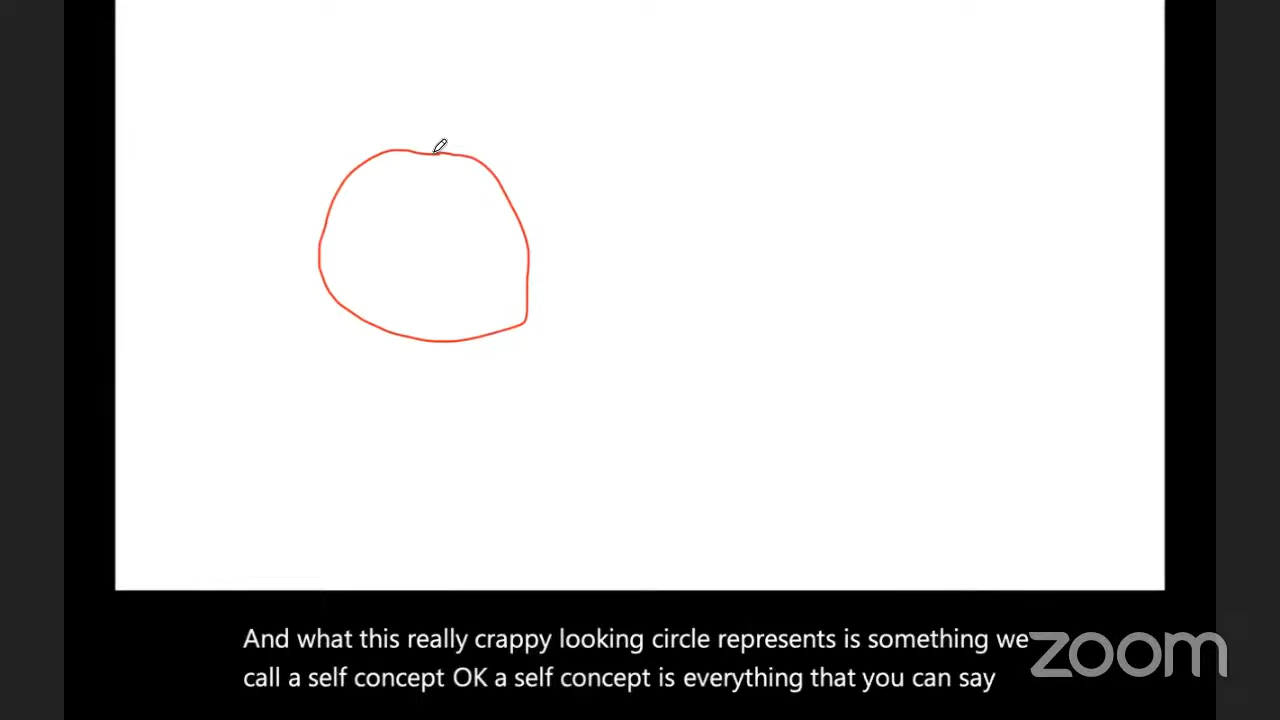 And what this really crappy looking circle represents is something we
call a self concept OK a self concept is everything that you can say
zoom